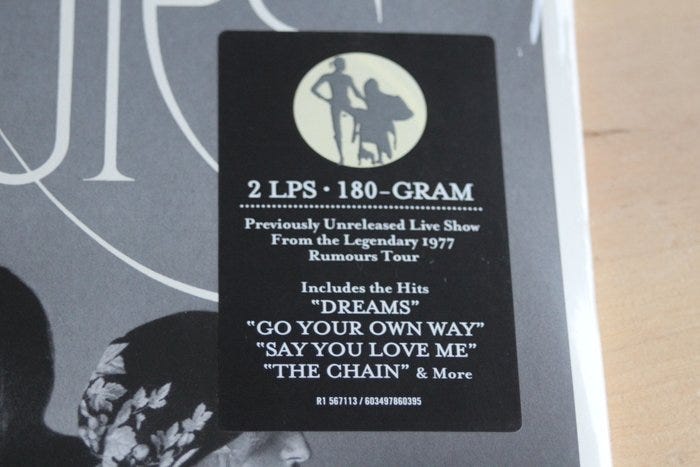 2 LPS · 180-GRAM
Previously Unreleased Live Show
From the Legendary 1977
Rumours Tour
Includes the Hits
"DREAMS"
"GO YOUR OWN WAY"
"SAY YOU LOVE ME"
"THE CHAIN" & More
R1 567113 / 603497860395